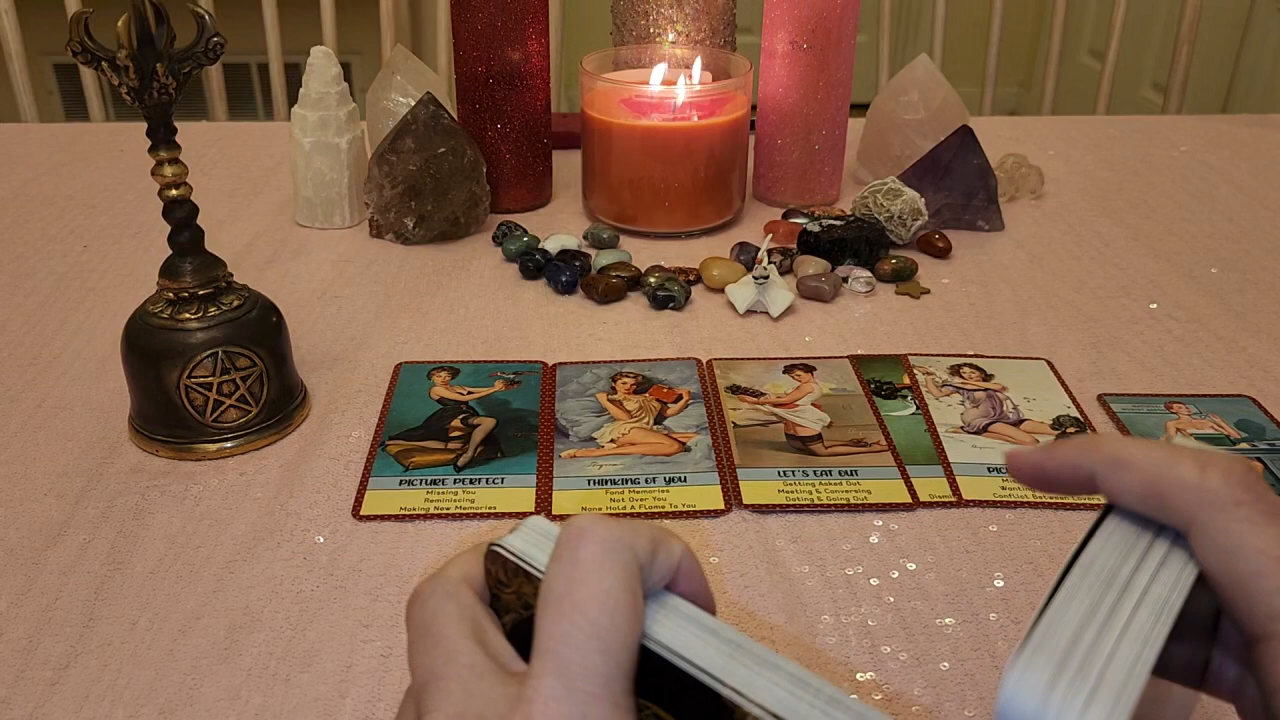 PICTURE PERFECT
Missing You
Reminiscing
Making New Memories
THINKING OF YOU
Fond Memories
Not Over You
None Hold A Flame To You
LET'S EAT OUT
Getting Asked Out
Meeting & Conversing
Dating & Going Out
Conflict Between Lovers